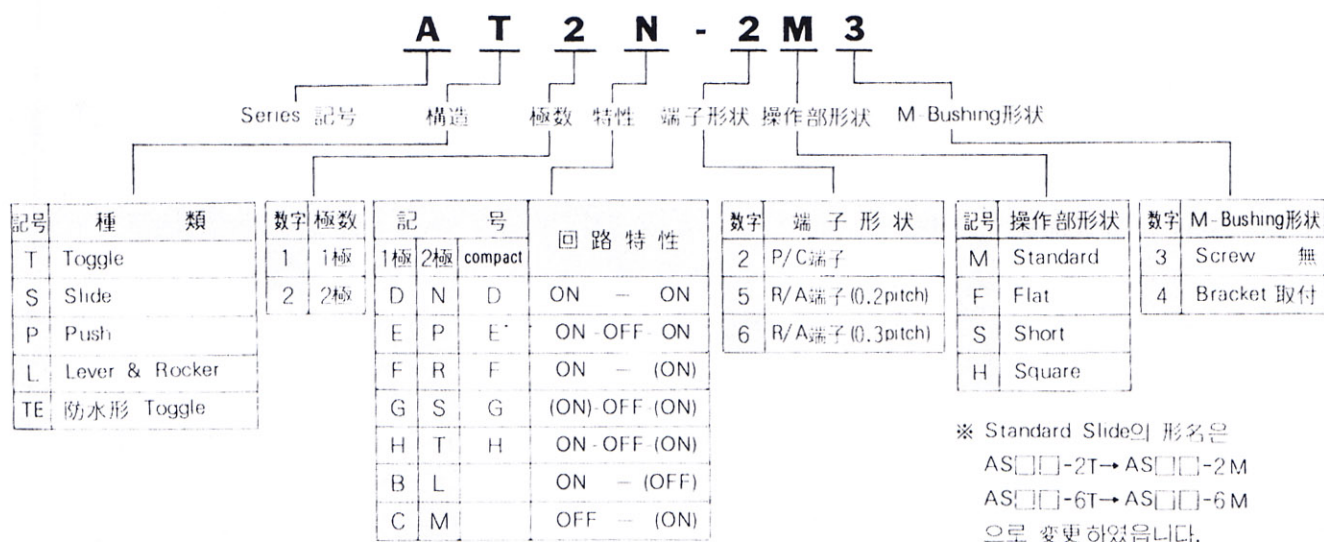 A T 2 N - 2 M 3
Series 記号 構造 極数 特性 端子形状 操作部形状 M-Bushing形状
記号 種 類
T Toggle
S Slide
P Push
L Lever & Rocker
TE 防水形 Toggle
数字 極数
1 1極
2 2極
記 号 回路特性
1極 2極 compact
D N D ON - ON
E P E ON-OFF-ON
F R F ON - (ON)
G S G (ON)-OFF-(ON)
H T H ON-OFF-(ON)
B L ON - (OFF)
C M OFF - (ON)
数字 端子形状
2 P/C端子
5 R/A端子(0.2pitch)
6 R/A端子(0.3pitch)
記号 操作部形状
M Standard
F Flat
S Short
H Square
数字 M-Bushing形状
3 Screw 無
4 Bracket 取付
※ Standard Slide의 形名은
AS□□-2T→AS□□-2M
AS□□-6T→AS□□-6M
으로 変更하였읍니다.